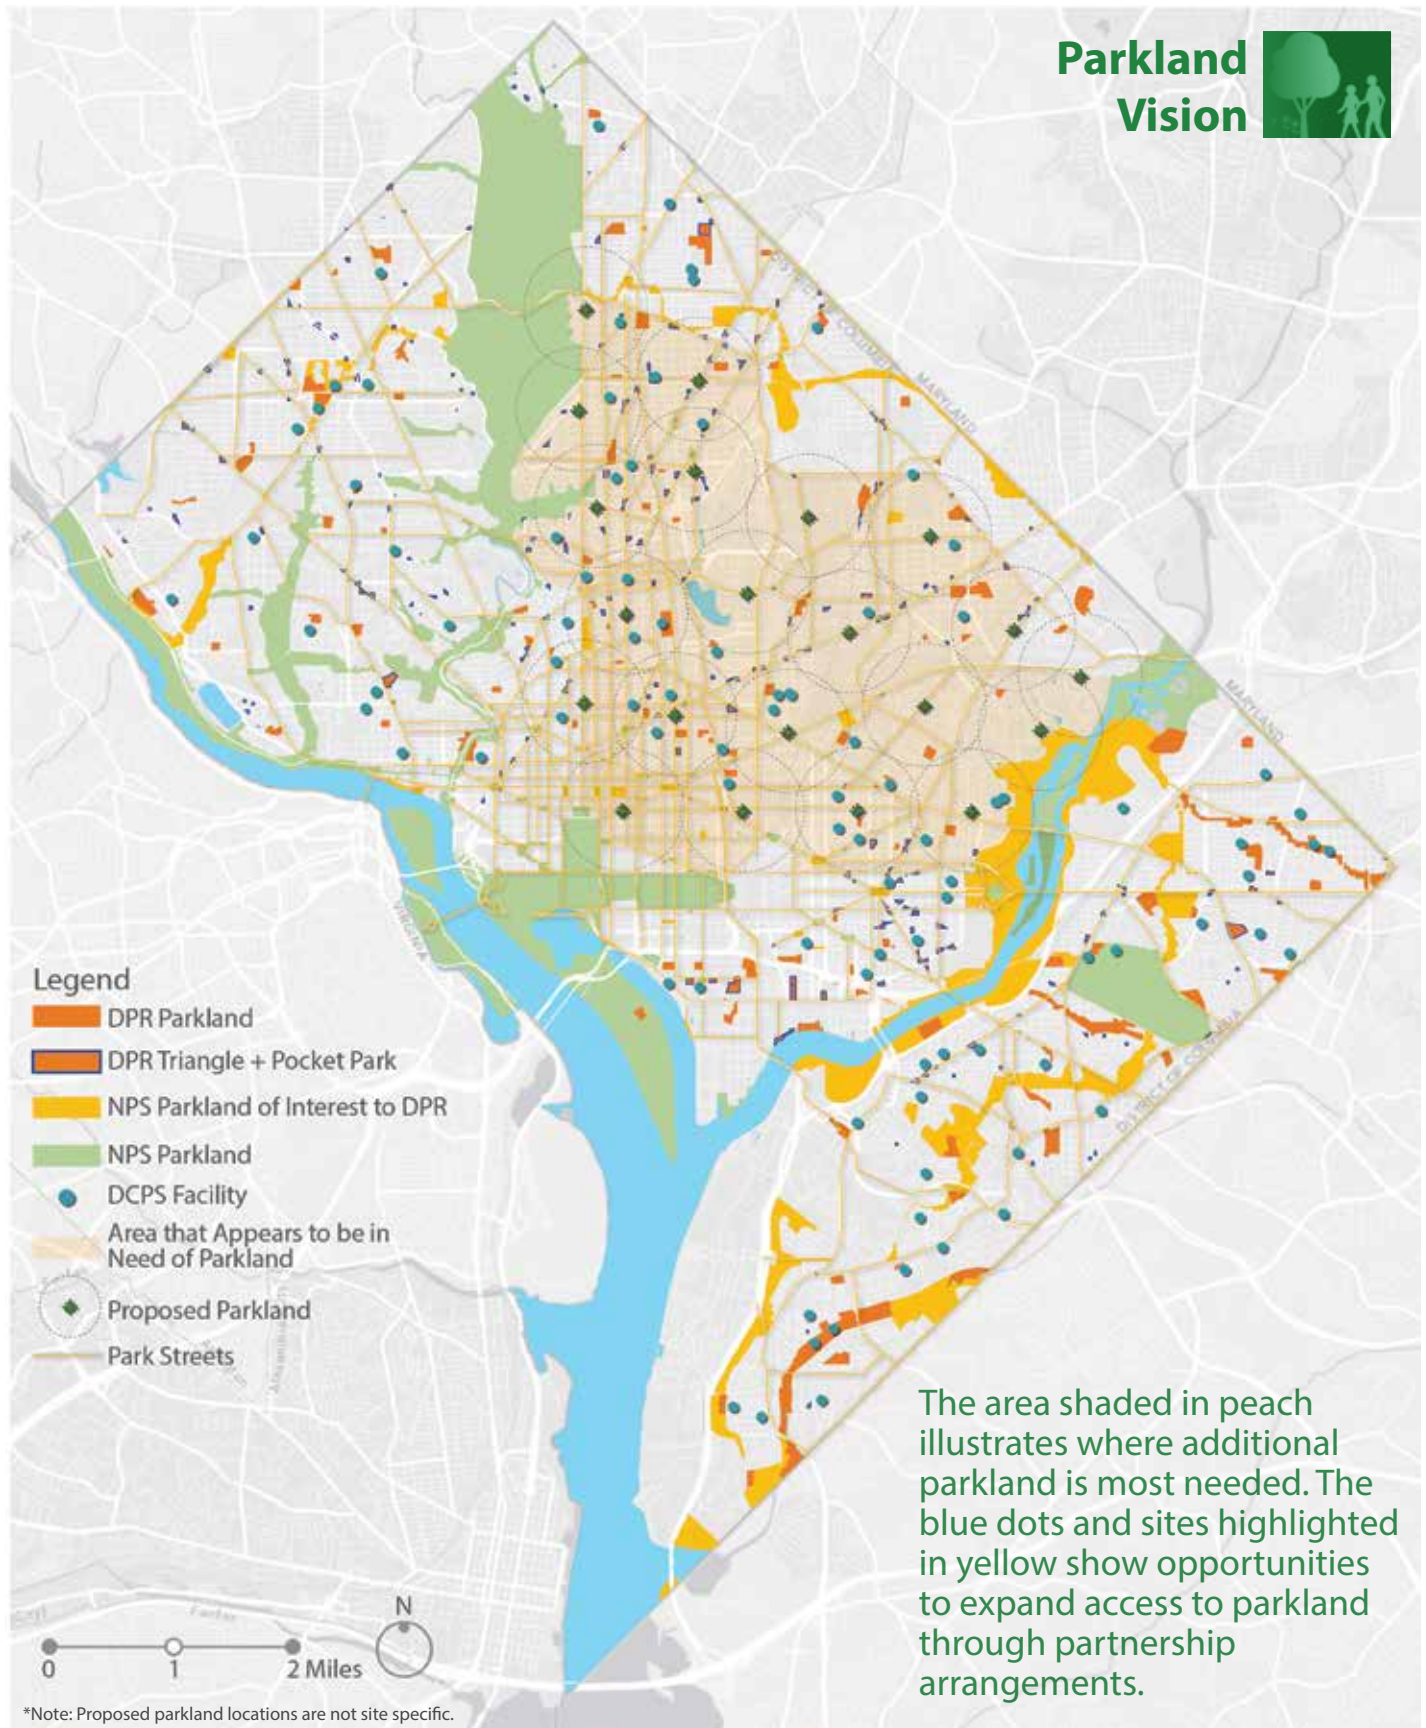 Parkland
Vision
DISTRICT OF COLUMBIA
MARYLAND
MARYLAND
VIRGINIA
DISTRICT OF COLUMBIA
Legend
DPR Parkland
DPR Triangle + Pocket Park
NPS Parkland of Interest to DPR
NPS Parkland
DCPS Facility
Area that Appears to be in
Need of Parkland
Proposed Parkland
Park Streets
The area shaded in peach
illustrates where additional
parkland is most needed. The
blue dots and sites highlighted
in yellow show opportunities
to expand access to parkland
through partnership
arrangements.
N
0 1 2 Miles
Fairfax
*Note: Proposed parkland locations are not site specific.